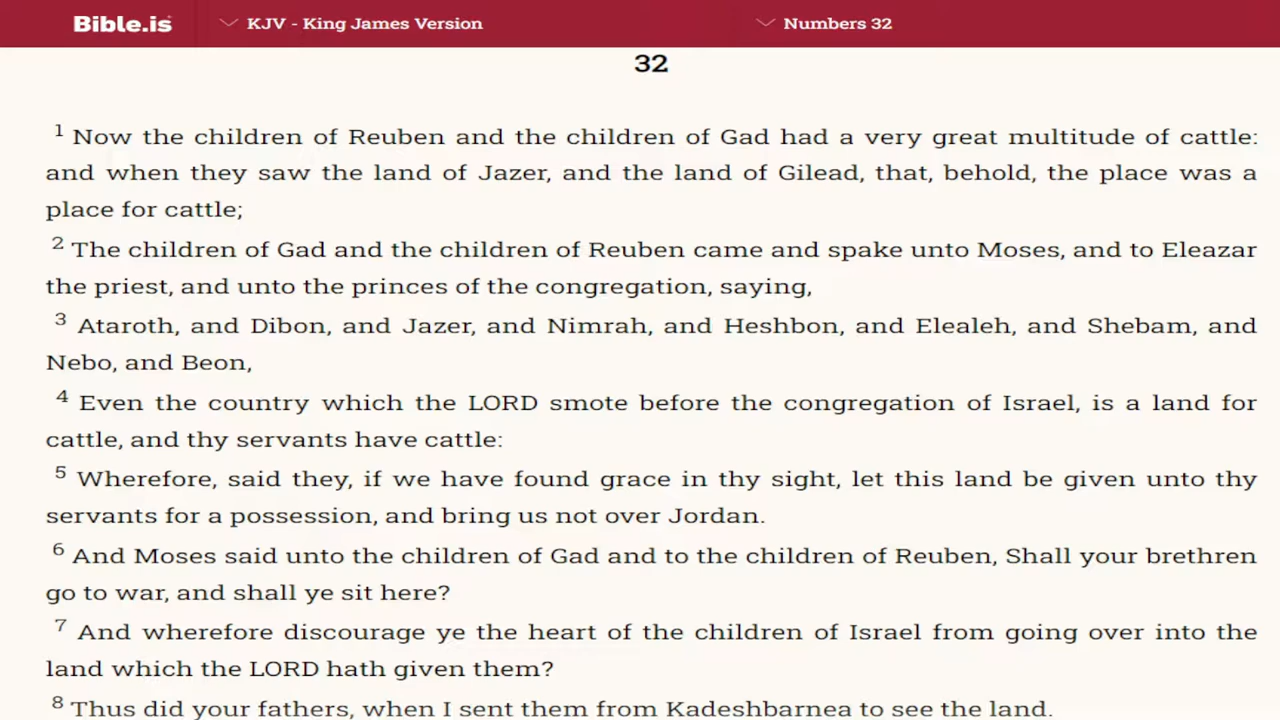 Bible.is
KJV - King James Version
Numbers 32
32
1 Now the children of Reuben and the children of Gad had a very great multitude of cattle:
and when they saw the land of Jazer, and the land of Gilead, that, behold, the place was a
place for cattle;
2 The children of Gad and the children of Reuben came and spake unto Moses, and to Eleazar
the priest, and unto the princes of the congregation, saying,
3 Ataroth, and Dibon, and Jazer, and Nimrah, and Heshbon, and Elealeh, and Shebam, and
Nebo, and Beon,
4 Even the country which the LORD smote before the congregation of Israel, is a land for
cattle, and thy servants have cattle:
5 Wherefore, said they, if we have found grace in thy sight, let this land be given unto thy
servants for a possession, and bring us not over Jordan.
6 And Moses said unto the children of Gad and to the children of Reuben, Shall your brethren
go to war, and shall ye sit here?
7 And wherefore discourage ye the heart of the children of Israel from going over into the
land which the LORD hath given them?
8 Thus did your fathers, when I sent them from Kadeshbarnea to see the land.